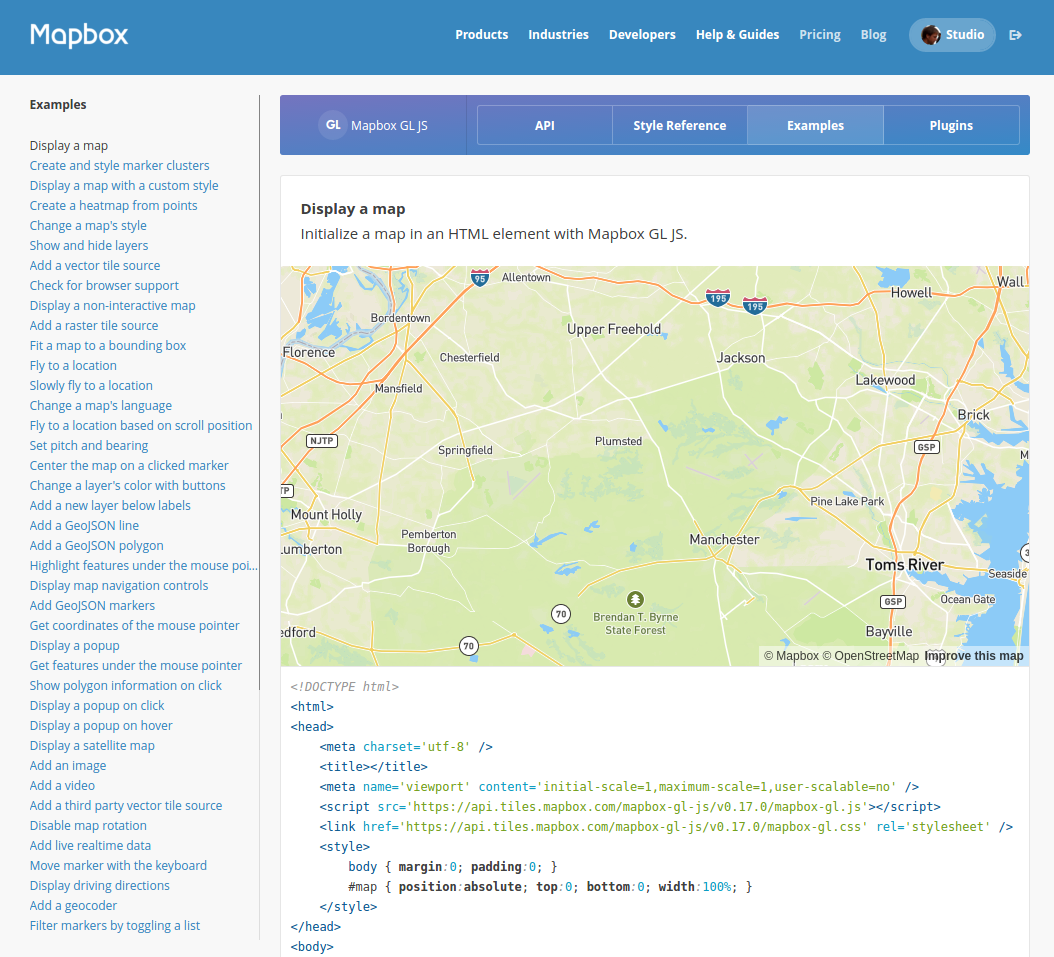 Mapbox
Products Industries Developers Help & Guides Pricing Blog Studio
Examples
Display a map
Create and style marker clusters
Display a map with a custom style
Create a heatmap from points
Change a map's style
Show and hide layers
Add a vector tile source
Check for browser support
Display a non-interactive map
Add a raster tile source
Fit a map to a bounding box
Fly to a location
Slowly fly to a location
Change a map's language
Fly to a location based on scroll position
Set pitch and bearing
Center the map on a clicked marker
Change a layer's color with buttons
Add a new layer below labels
Add a GeoJSON line
Add a GeoJSON polygon
Highlight features under the mouse poi...
Display map navigation controls
Add GeoJSON markers
Get coordinates of the mouse pointer
Display a popup
Get features under the mouse pointer
Show polygon information on click
Display a popup on click
Display a popup on hover
Display a satellite map
Add an image
Add a video
Add a third party vector tile source
Disable map rotation
Add live realtime data
Move marker with the keyboard
Display driving directions
Add a geocoder
Filter markers by toggling a list
GL Mapbox GL JS API Style Reference Examples Plugins
Display a map
Initialize a map in an HTML element with Mapbox GL JS.
95 Allentown
Wall
Howell
195
195
Bordentown
Upper Freehold
Florence
Chesterfield
Jackson
Mansfield
Lakewood
Brick
NJTP
Springfield
Plumsted
GSP
M
TP
Mount Holly
Pine Lake Park
Pemberton
Borough
Manchester
umberton
3
Toms River
Seaside
GSP
Ocean Gate
70
Brendan T. Byrne
State Forest
edford
Bayville
70
© Mapbox © OpenStreetMap Improve this map
<!DOCTYPE html>
<html>
<head>
<meta charset='utf-8' />
<title></title>
<meta name='viewport' content='initial-scale=1,maximum-scale=1,user-scalable=no' />
<script src='https://api.tiles.mapbox.com/mapbox-gl-js/v0.17.0/mapbox-gl.js'></script>
<link href='https://api.tiles.mapbox.com/mapbox-gl-js/v0.17.0/mapbox-gl.css' rel='stylesheet' />
<style>
body { margin:0; padding:0; }
#map { position:absolute; top:0; bottom:0; width:100%; }
</style>
</head>
<body>